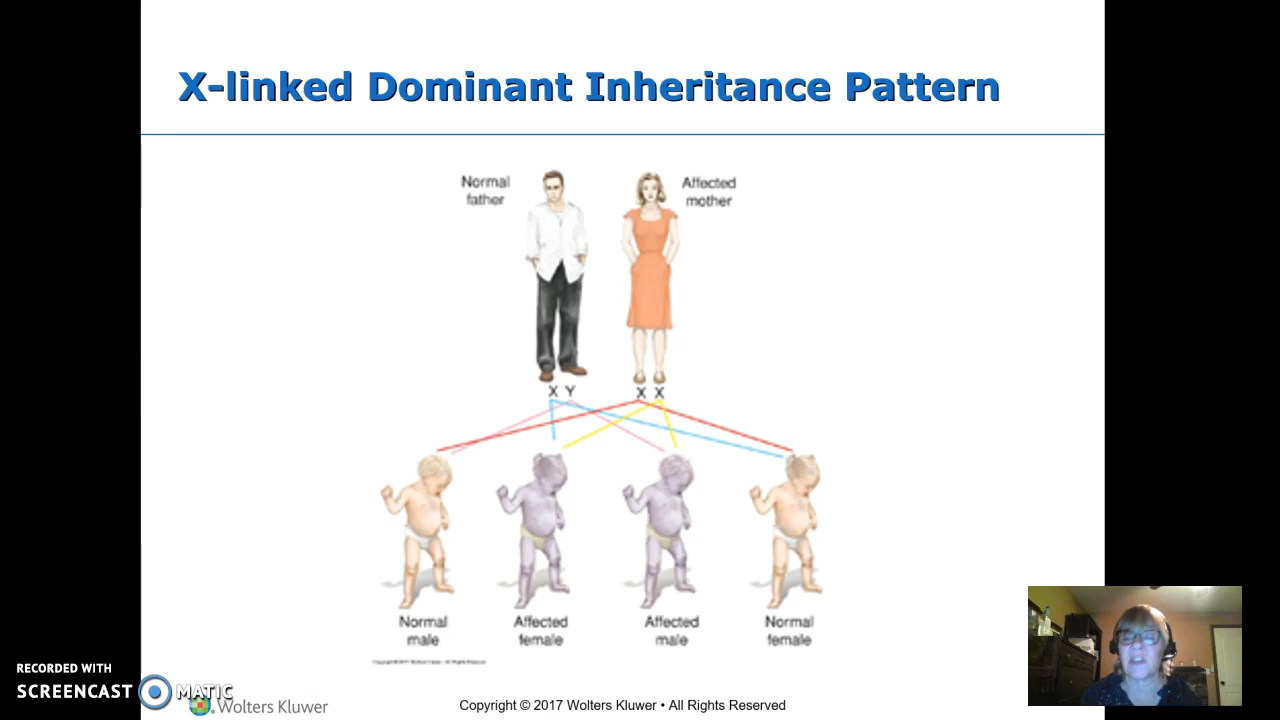 X-linked Dominant Inheritance Pattern
Normal
father
Affected
mother
X Y
X X
Normal
male
Affected
female
Affected
male
Normal
female
RECORDED WITH
SCREENCAST MATIC
Wolters Kluwer
Copyright © 2017 Wolters Kluwer • All Rights Reserved